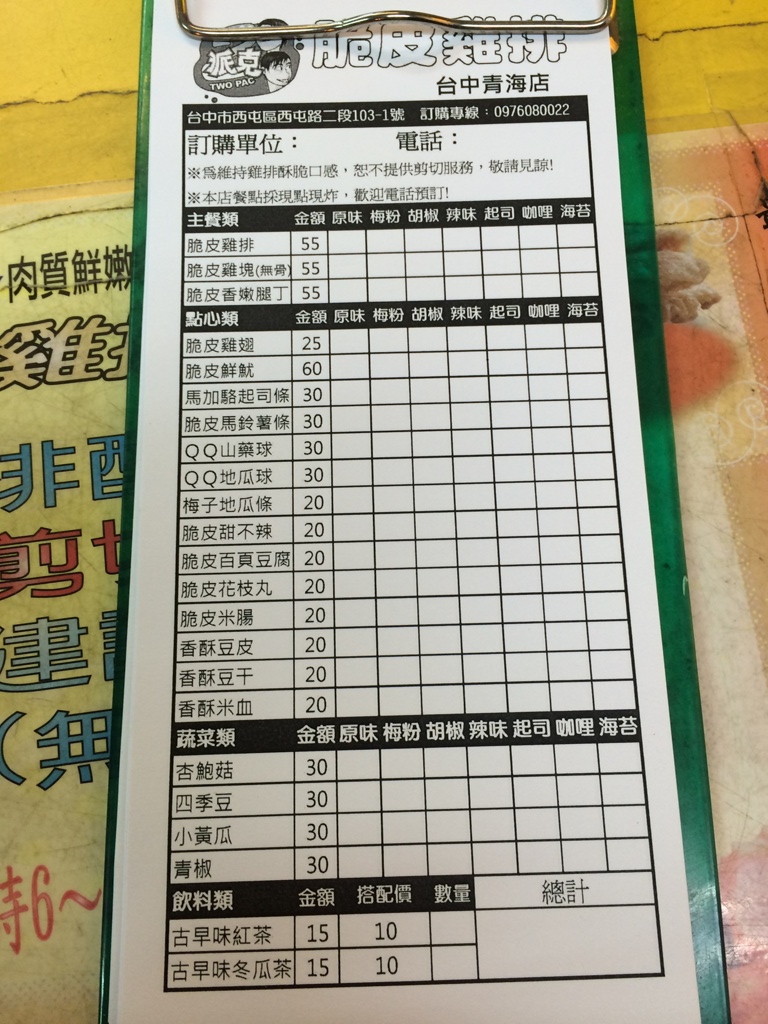 派克
TWO PAC
脆皮雞排
台中青海店
台中市西屯區西屯路二段103-1號 訂購專線：0976080022
訂購單位： 電話：
※為維持雞排酥脆口感，恕不提供剪切服務，敬請見諒!
※本店餐點採現點現炸，歡迎電話預訂!
主餐類 金額 原味 梅粉 胡椒 辣味 起司 咖哩 海苔
脆皮雞排 55
脆皮雞塊(無骨) 55
脆皮香嫩腿丁 55
點心類 金額 原味 梅粉 胡椒 辣味 起司 咖哩 海苔
脆皮雞翅 25
脆皮鮮魷 60
馬加駱起司條 30
脆皮馬鈴薯條 30
QQ山藥球 30
QQ地瓜球 30
梅子地瓜條 20
脆皮甜不辣 20
脆皮百頁豆腐 20
脆皮花枝丸 20
脆皮米腸 20
香酥豆皮 20
香酥豆干 20
香酥米血 20
蔬菜類 金額 原味 梅粉 胡椒 辣味 起司 咖哩 海苔
杏鮑菇 30
四季豆 30
小黃瓜 30
青椒 30
飲料類 金額 搭配價 數量 總計
古早味紅茶 15 10
古早味冬瓜茶 15 10
肉質鮮嫩
雞排
非
剪切
建
(無
時6～